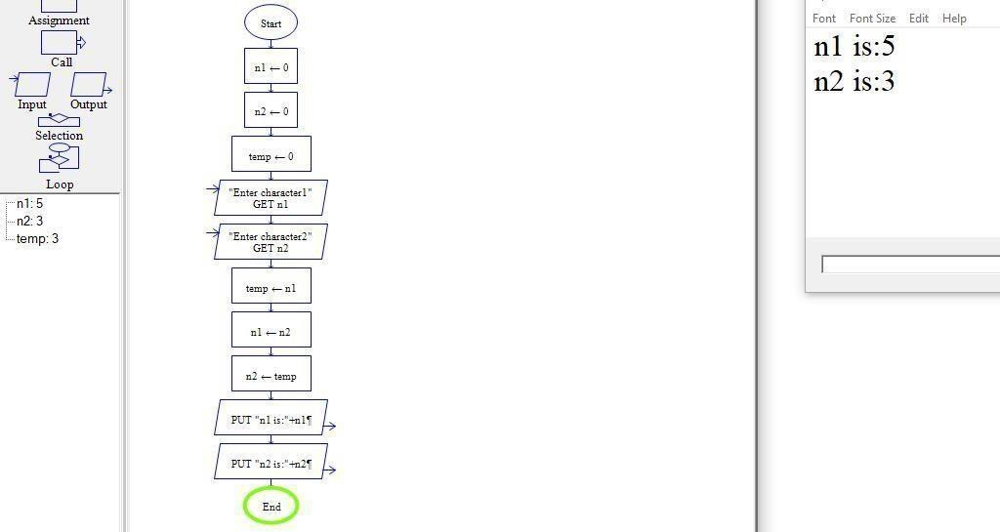 Assignment
Call
Input Output
Selection
Loop
n1: 5
n2: 3
temp: 3
Start
n1 ← 0
n2 ← 0
temp ← 0
"Enter character1"
GET n1
"Enter character2"
GET n2
temp ← n1
n1 ← n2
n2 ← temp
PUT "n1 is:"+n1¶
PUT "n2 is:"+n2¶
End
Font Font Size Edit Help
n1 is:5
n2 is:3